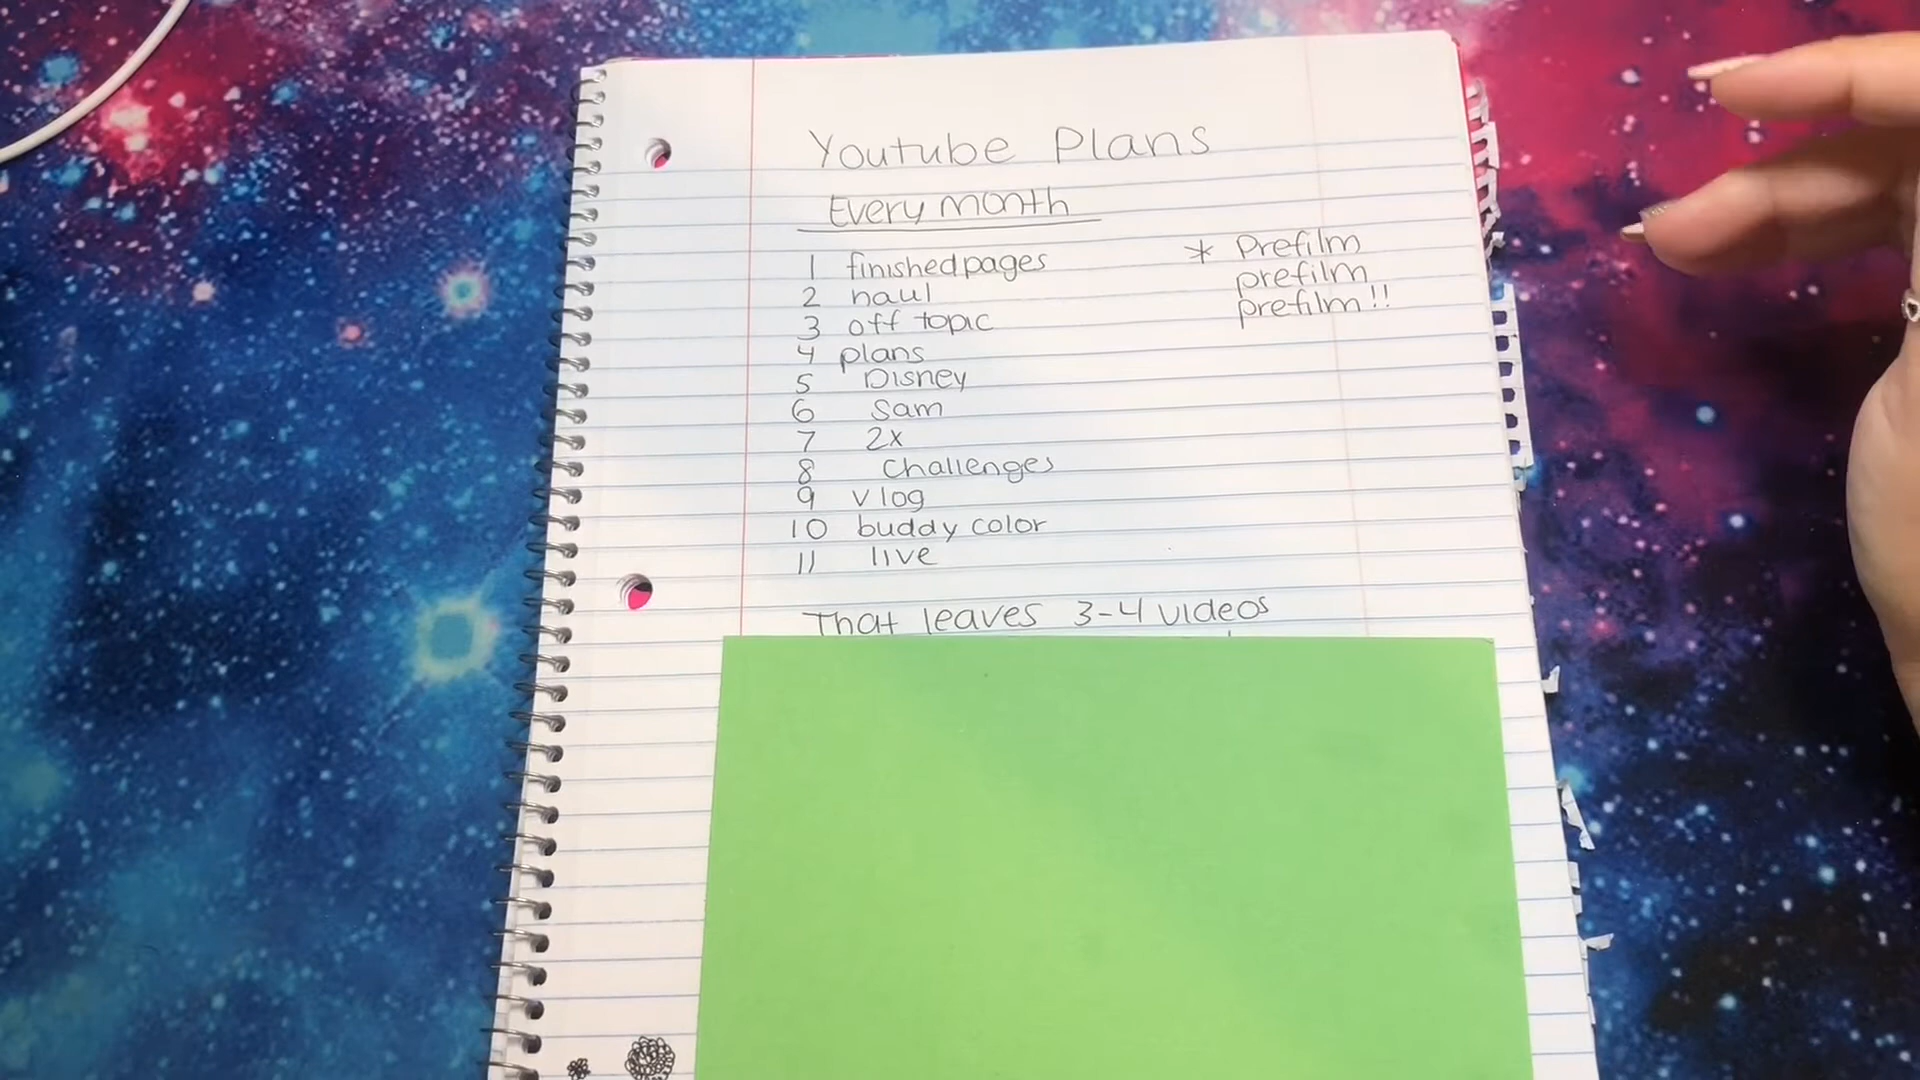 Youtube Plans
Every month
1 finished pages
2 haul
3 off topic
4 plans
5 Disney
6 Sam
7 2x
8 Challenges
9 vlog
10 buddy color
11 live
* Prefilm
prefilm
prefilm!!
That leaves 3-4 videos